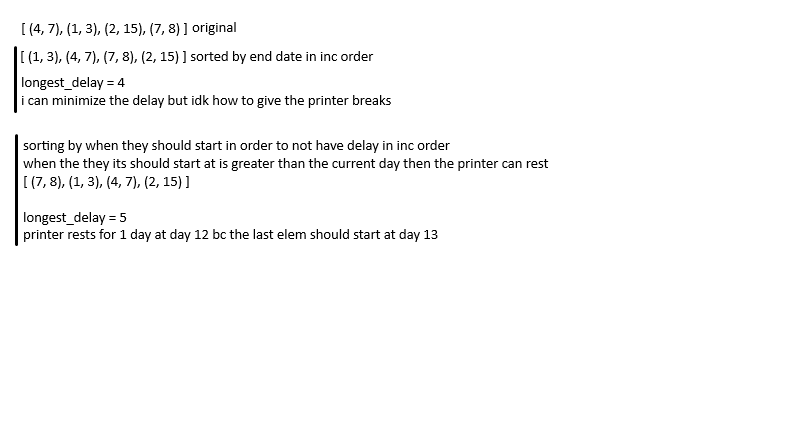 [ (4, 7), (1, 3), (2, 15), (7, 8) ] original
[ (1, 3), (4, 7), (7, 8), (2, 15) ] sorted by end date in inc order
longest_delay = 4
i can minimize the delay but idk how to give the printer breaks
sorting by when they should start in order to not have delay in inc order
when the they its should start at is greater than the current day then the printer can rest
[ (7, 8), (1, 3), (4, 7), (2, 15) ]
longest_delay = 5
printer rests for 1 day at day 12 bc the last elem should start at day 13